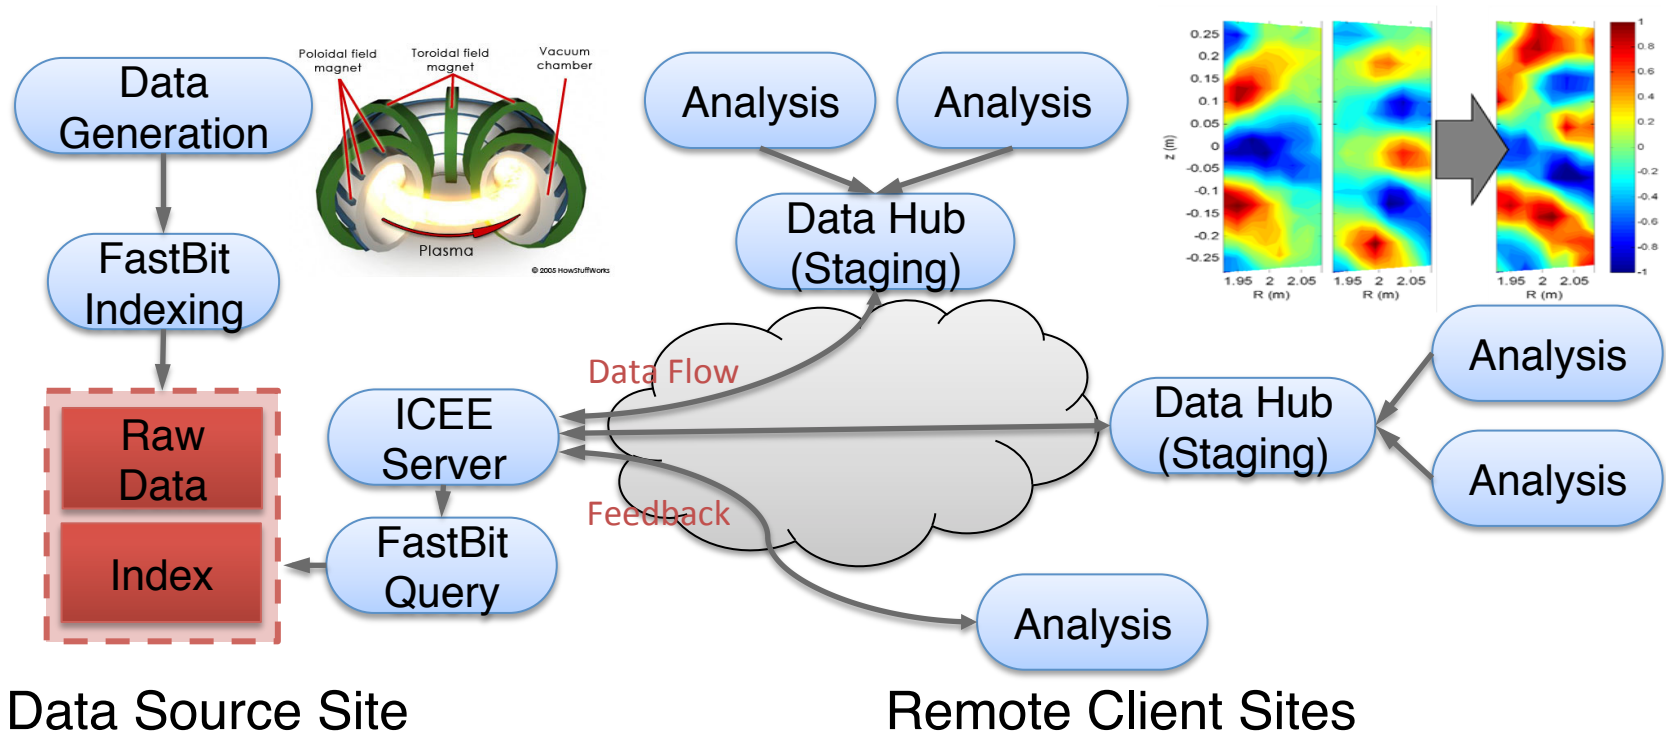 Data
Generation
FastBit
Indexing
Raw
Data
Index
Poloidal field
magnet
Toroidal field
magnet
Vacuum
chamber
Plasma
© 2005 HowStuffWorks
ICEE
Server
FastBit
Query
Data Flow
Feedback
Analysis
Analysis
Data Hub
(Staging)
Data Hub
(Staging)
Analysis
Analysis
Analysis
z (m)
0.25
0.2
0.15
0.1
0.05
0
-0.05
-0.1
-0.15
-0.2
-0.25
1.95 2 2.05
R (m)
1.95 2 2.05
R (m)
1.95 2 2.05
R (m)
1
0.8
0.6
0.4
0.2
0
-0.2
-0.4
-0.6
-0.8
-1
Data Source Site
Remote Client Sites